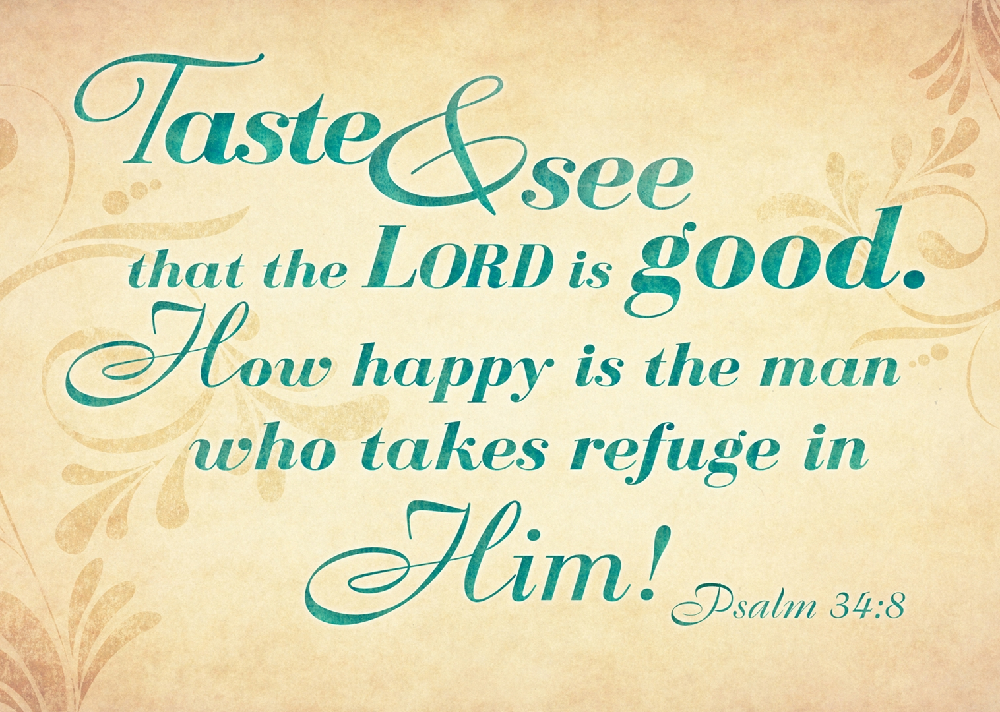 Taste & see
that the LORD is good.
How happy is the man
who takes refuge in
Him!
Psalm 34:8